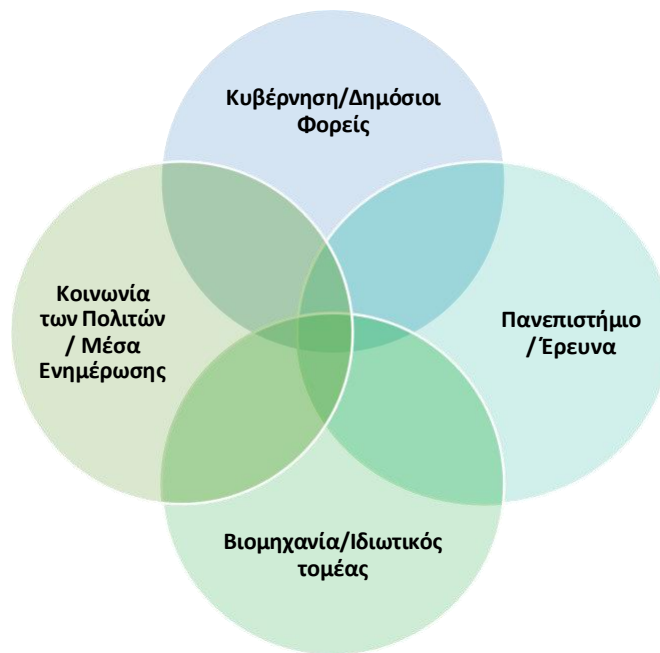 Κυβέρνηση/Δημόσιοι
Φορείς
Κοινωνία
των Πολιτών
/ Μέσα
Ενημέρωσης
Πανεπιστήμιο
/ Έρευνα
Βιομηχανία/Ιδιωτικός
τομέας